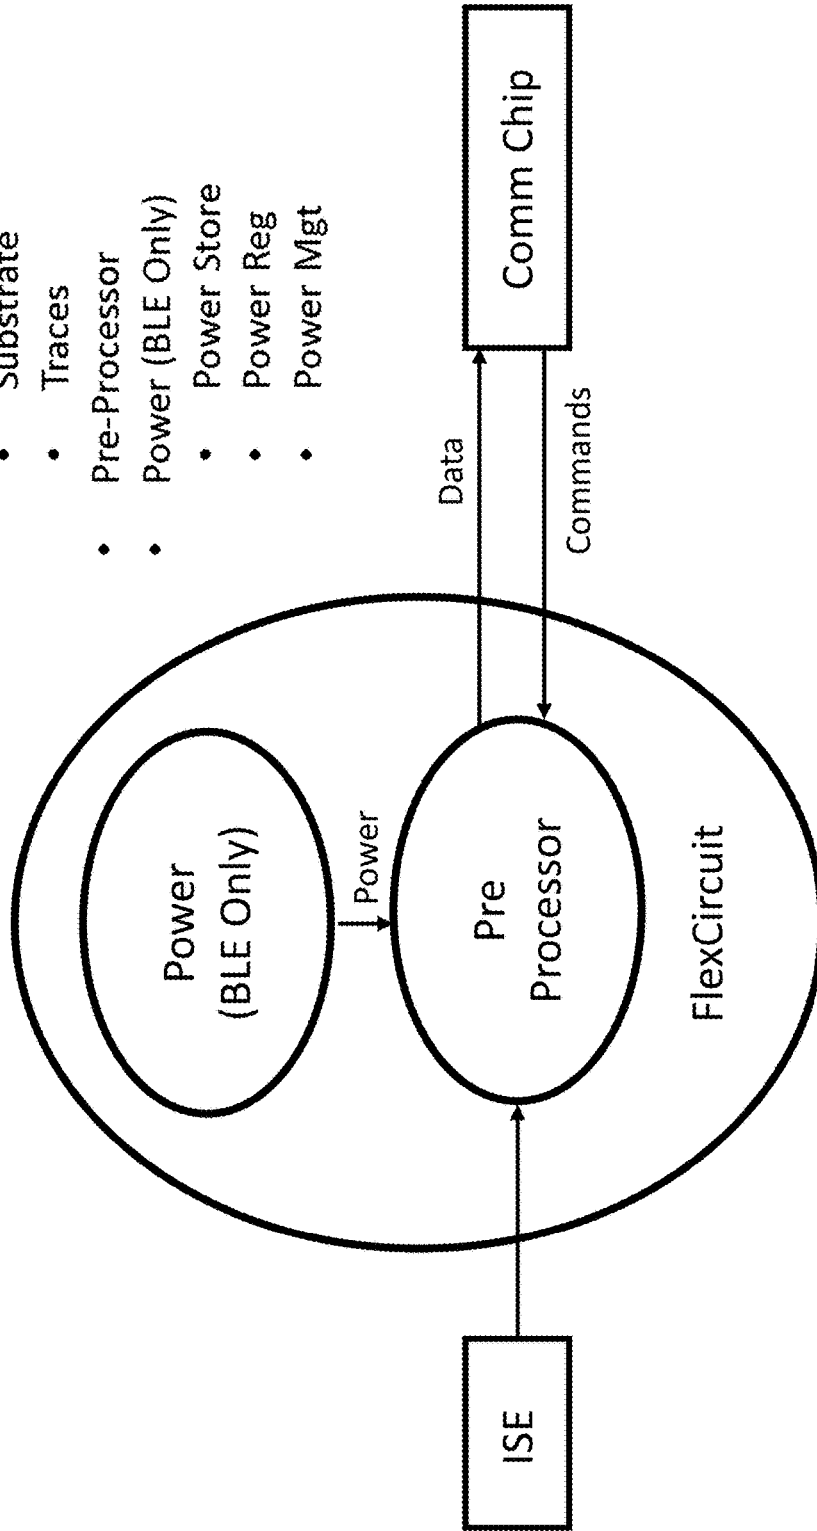 Substrate
Traces
Pre-Processor
Power (BLE Only)
Power Store
Power Reg
Power Mgt
Power
(BLE Only)
Power
Pre
Processor
FlexCircuit
ISE
Data
Commands
Comm Chip